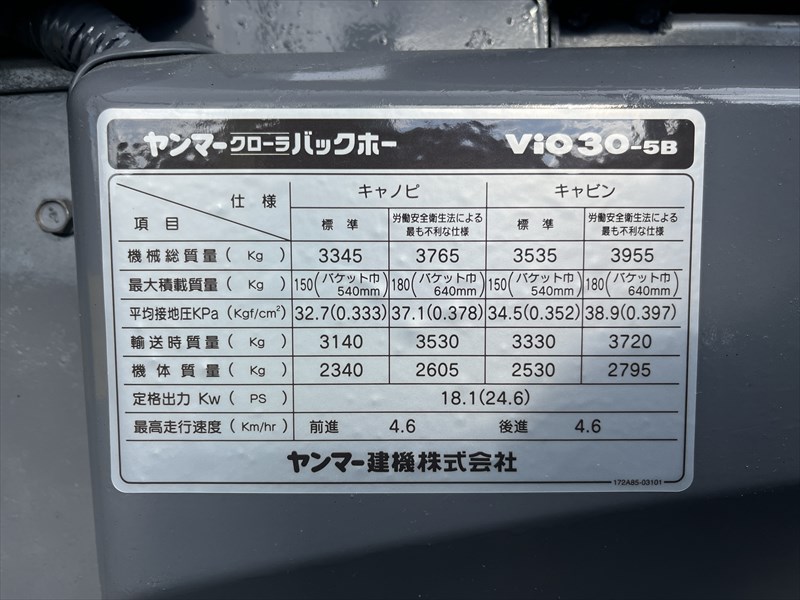 ヤンマークローラバックホー ViO30-5B
仕様 キャノピ キャビン
項目 標準 労働安全衛生法による最も不利な仕様 標準 労働安全衛生法による最も不利な仕様
機械総質量(Kg) 3345 3765 3535 3955
最大積載質量(Kg) 150(バケット巾540mm) 180(バケット巾640mm) 150(バケット巾540mm) 180(バケット巾640mm)
平均接地圧KPa(Kgf/cm²) 32.7(0.333) 37.1(0.378) 34.5(0.352) 38.9(0.397)
輸送時質量(Kg) 3140 3530 3330 3720
機体質量(Kg) 2340 2605 2530 2795
定格出力Kw(PS) 18.1(24.6)
最高走行速度(Km/hr) 前進 4.6 後進 4.6
ヤンマー建機株式会社
172A85-03101